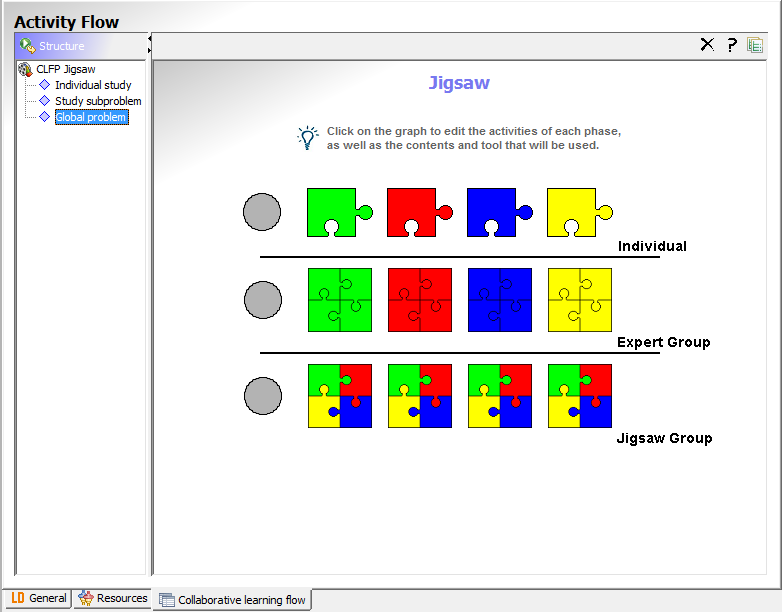 Activity Flow
Structure
?
CLFP Jigsaw
Individual study
Study subproblem
Global problem
Jigsaw
Click on the graph to edit the activities of each phase,
as well as the contents and tool that will be used.
Individual
Expert Group
Jigsaw Group
LD General
Resources
Collaborative learning flow